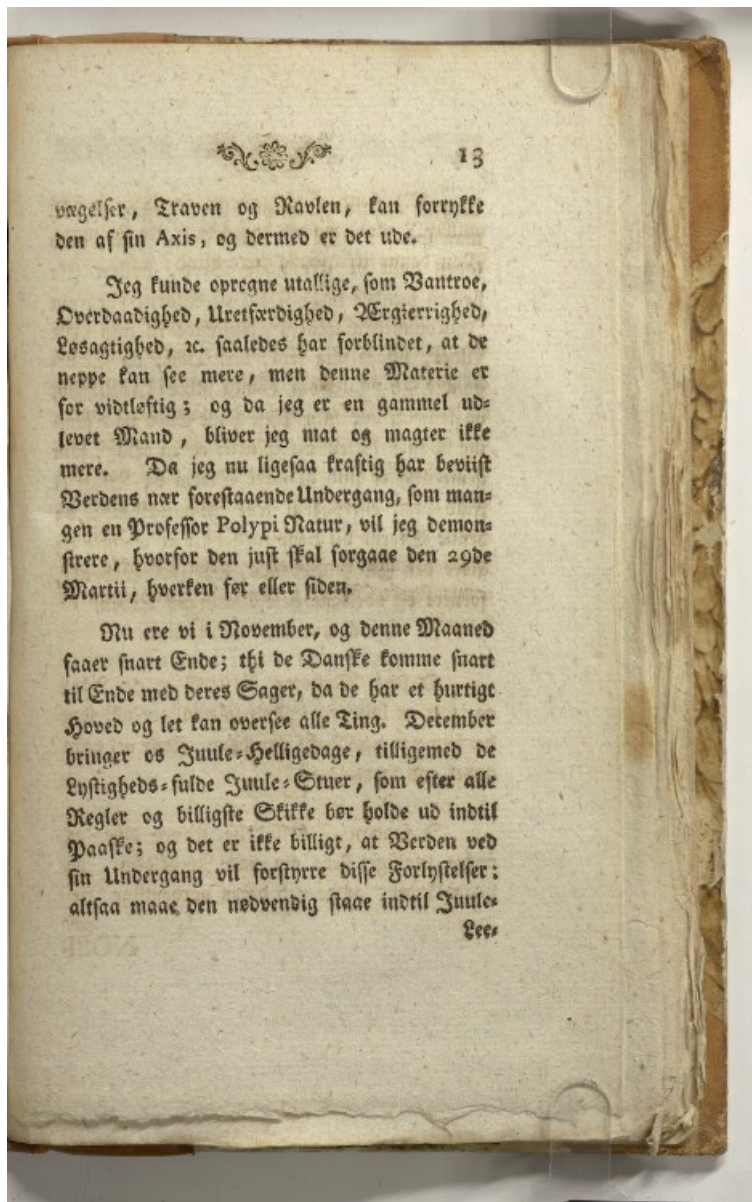 13
vægelser, Traven og Ravlen, kan forrykke
den af sin Axis, og dermed er det ude.
Jeg kunde opregne utallige, som Vantroe,
Overdaadighed, Uretfærdighed, Ærgierrighed,
Løsagtighed, ꝛc. saaledes har forblindet, at de
neppe kan see mere, men denne Materie er
for vidtløftig; og da jeg er en gammel ud-
levet Mand, bliver jeg mat og magter ikke
mere. Da jeg nu ligesaa kraftig har beviist
Verdens nær forestaaende Undergang, som man-
gen en Professor Polypi Natur, vil jeg demon-
strere, hvorfor den just skal forgaae den 29de
Martii, hverken før eller siden.
Nu ere vi i November, og denne Maaned
faaer snart Ende; thi de Danske komme snart
til Ende med deres Sager, da de har et hurtigt
Hoved og let kan oversee alle Ting. December
bringer os Juule-Helligedage, tilligemed de
Lystigheds-fulde Juule-Stuer, som efter alle
Regler og billigste Skikke bør holde ud indtil
Paaske; og det er ikke billigt, at Verden ved
sin Undergang vil forstyrre disse Forlystelser:
altsaa maae den nødvendig staae indtil Juule-
Lee-